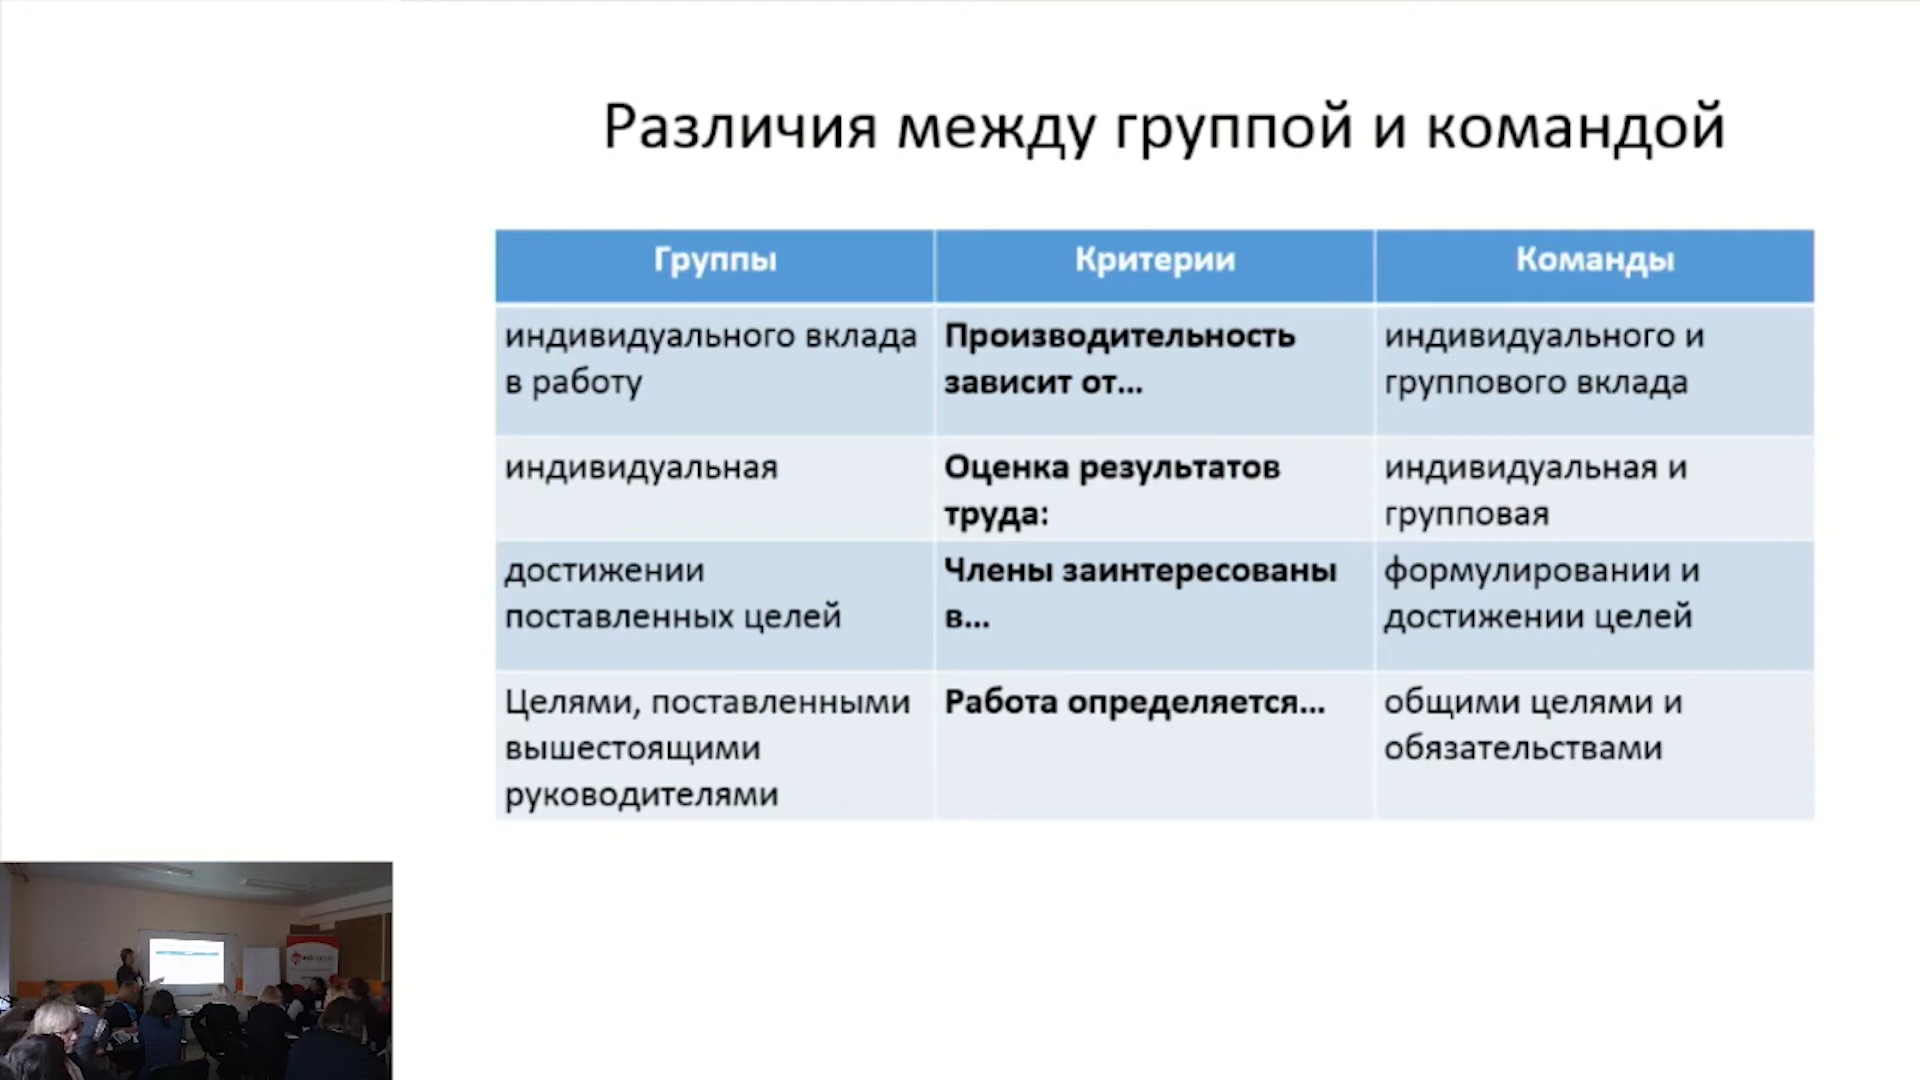 Различия между группой и командой
Группы
Критерии
Команды
индивидуального вклада
в работу
Производительность
зависит от...
индивидуального и
группового вклада
индивидуальная
Оценка результатов
труда:
индивидуальная и
групповая
достижении
поставленных целей
Члены заинтересованы
в...
формулировании и
достижении целей
Целями, поставленными
вышестоящими
руководителями
Работа определяется...
общими целями и
обязательствами